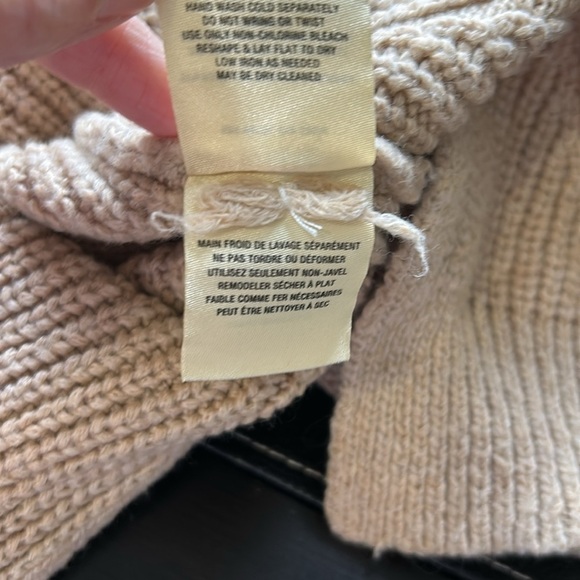 HAND WASH COLD SEPARATELY
DO NOT WRING OR TWIST
USE ONLY NON-CHLORINE BLEACH
RESHAPE & LAY FLAT TO DRY
LOW IRON AS NEEDED
MAY BE DRY CLEANED
MAIN FROID DE LAVAGE SÉPARÉMENT
NE PAS TORDRE OU DÉFORMER
UTILISEZ SEULEMENT NON-JAVEL
REMODELER SÉCHER À PLAT
FAIBLE COMME FER NÉCESSAIRES
PEUT ÊTRE NETTOYER À SEC